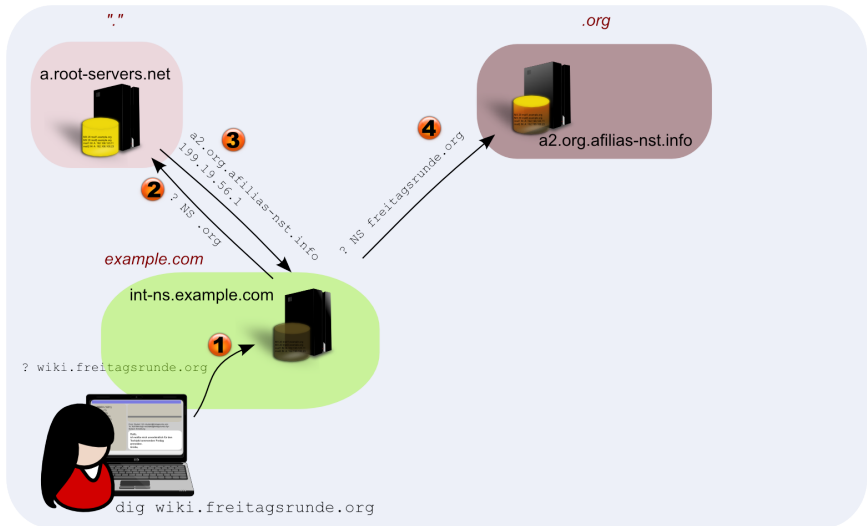 "."
.org
a.root-servers.net
a2.org.afilias-nst.info
3
a2.org.afilias-nst.info
199.19.56.1
4
? NS freitagsrunde.org
2
? NS .org
example.com
int-ns.example.com
1
? wiki.freitagsrunde.org
dig wiki.freitagsrunde.org